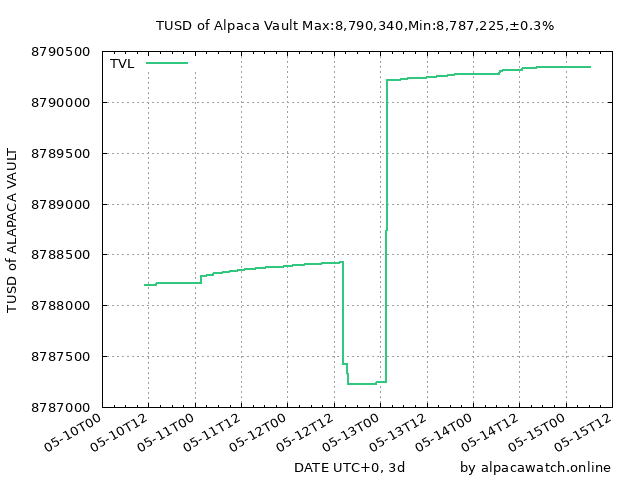 TUSD of Alpaca Vault Max:8,790,340,Min:8,787,225,±0.3%
TVL
8790500
8790000
8789500
8789000
8788500
8788000
8787500
8787000
TUSD of ALAPACA VAULT
05-10T00
05-10T12
05-11T00
05-11T12
05-12T00
05-12T12
05-13T00
05-13T12
05-14T00
05-14T12
05-15T00
05-15T12
DATE UTC+0, 3d
by alpacawatch.online